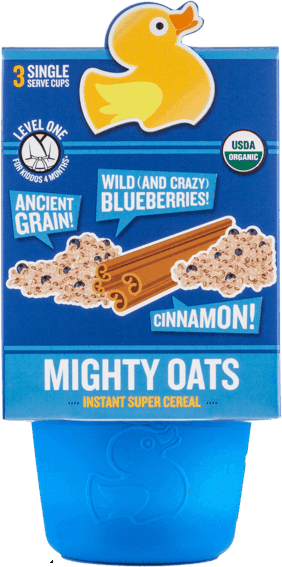 3 SINGLE
SERVE CUPS
LEVEL ONE
FOR KIDDOS 4 MONTHS+
USDA
ORGANIC
WILD (AND CRAZY)
BLUEBERRIES!
ANCIENT
GRAIN!
CINNAMON!
MIGHTY OATS
INSTANT SUPER CEREAL